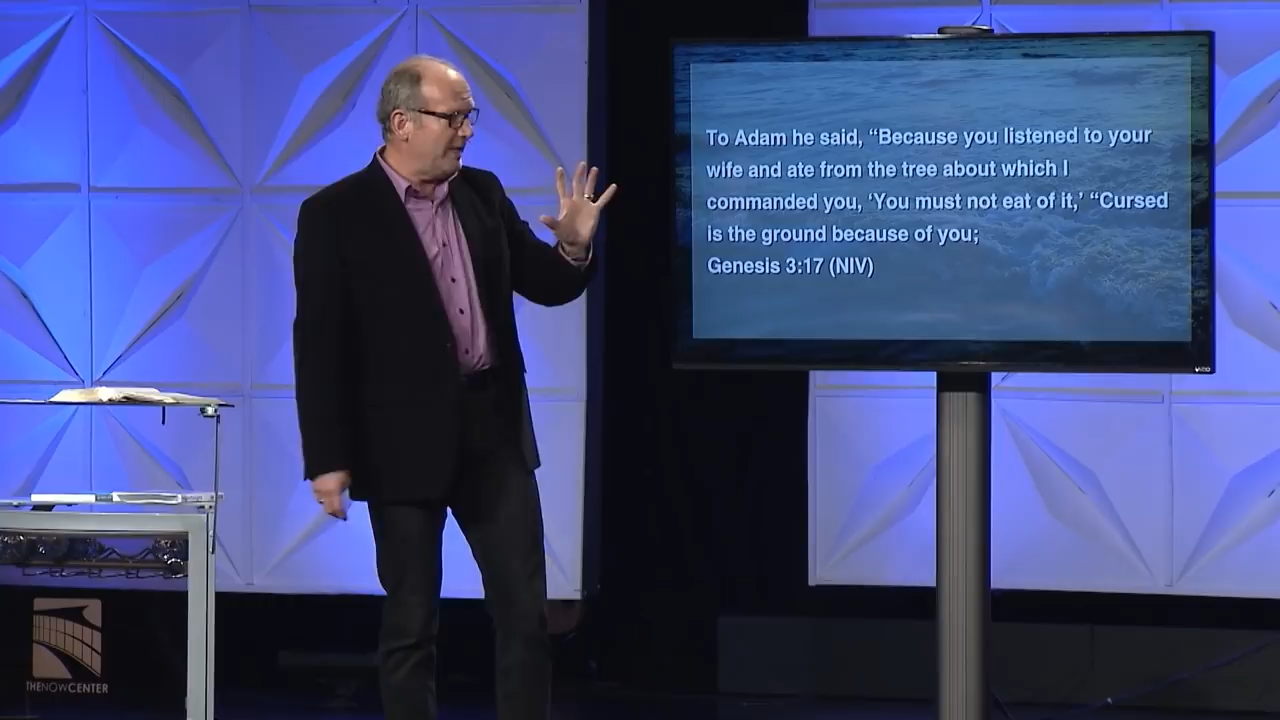 To Adam he said, “Because you listened to your
wife and ate from the tree about which I
commanded you, ‘You must not eat of it,’ “Cursed
is the ground because of you;
Genesis 3:17 (NIV)
VIZIO
THENOWCENTER